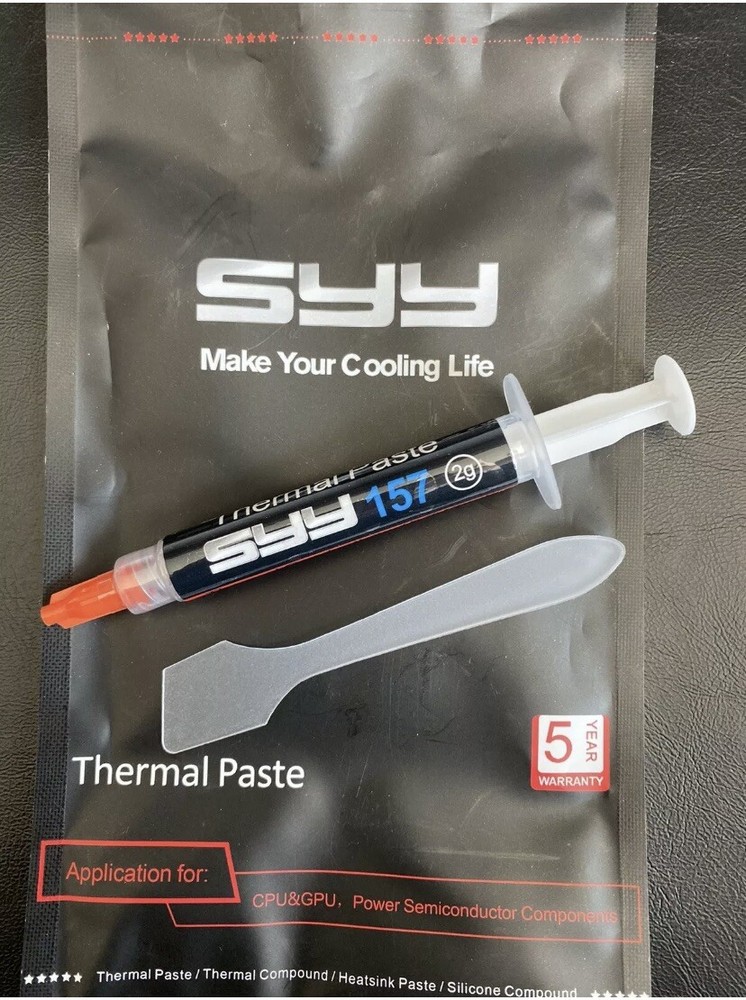 SYY
Make Your Cooling Life
Thermal Paste
SYY 157 2g
5 YEAR
WARRANTY
Thermal Paste
Application for:
CPU&GPU, Power Semiconductor Components
Thermal Paste / Thermal Compound / Heatsink Paste / Silicone Compound